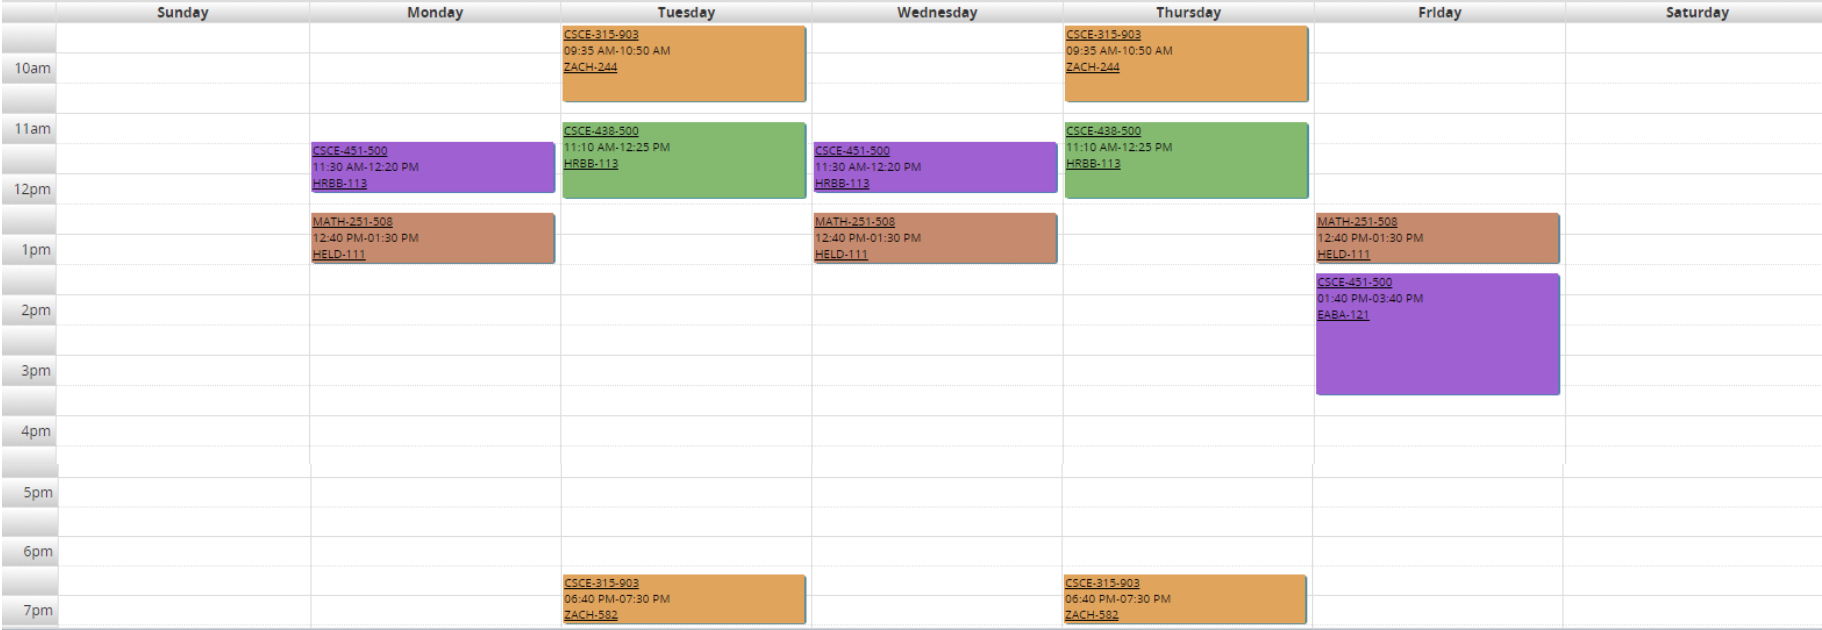 Sunday Monday Tuesday Wednesday Thursday Friday Saturday
CSCE-315-903 CSCE-315-903
09:35 AM-10:50 AM 09:35 AM-10:50 AM
10am ZACH-244 ZACH-244
11am CSCE-438-500 CSCE-438-500
11:10 AM-12:25 PM 11:10 AM-12:25 PM
CSCE-451-500 CSCE-451-500
HRBB-113 HRBB-113
11:30 AM-12:20 PM 11:30 AM-12:20 PM
12pm HRBB-113 HRBB-113
MATH-251-508 MATH-251-508 MATH-251-508
12:40 PM-01:30 PM 12:40 PM-01:30 PM 12:40 PM-01:30 PM
1pm HELD-111 HELD-111 HELD-111
CSCE-451-500
01:40 PM-03:40 PM
2pm EABA-121
3pm
4pm
5pm
6pm
CSCE-315-903 CSCE-315-903
06:40 PM-07:30 PM 06:40 PM-07:30 PM
7pm ZACH-582 ZACH-582